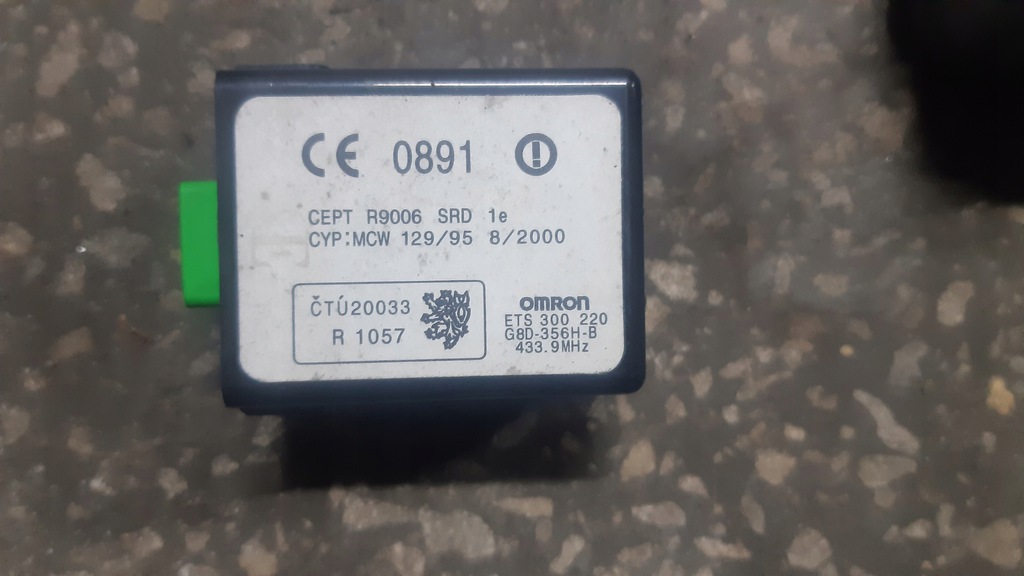 CE 0891
CEPT R9006 SRD 1e
CYP:MCW 129/95 8/2000
ČTÚ20033
R 1057
OMRON
ETS 300 220
G8D-356H-B
433.9MHz